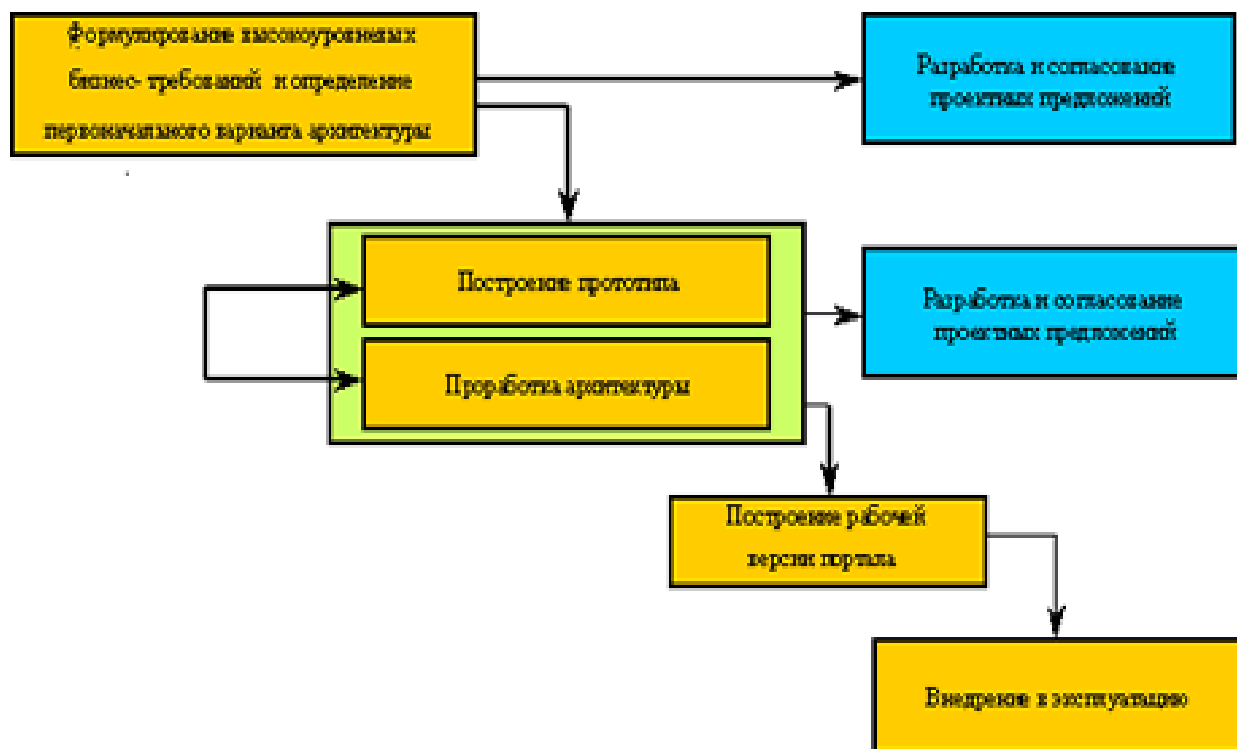 Формулирование высокоуровневых
бизнес- требований и определение
первоначального варианта архитектуры
Разработка и согласование
проектных предложений
Построение прототипа
Разработка и согласование
проектных предложений
Проработка архитектуры
Построение рабочей
версии портала
Внедрение в эксплуатацию